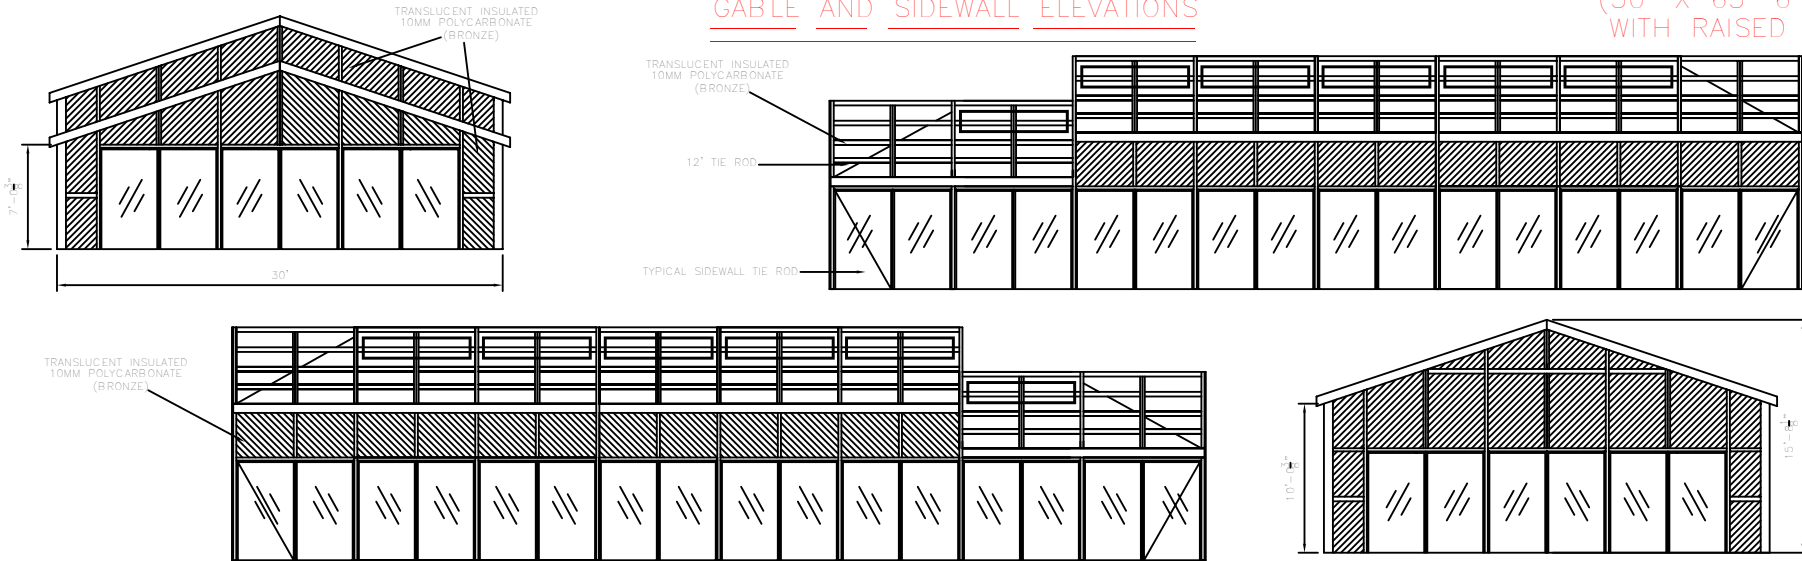 GABLE AND SIDEWALL ELEVATIONS
WITH RAISED
TRANSLUCENT INSULATED
10MM POLYCARBONATE
(BRONZE)
TRANSLUCENT INSULATED
10MM POLYCARBONATE
(BRONZE)
12" TIE ROD
TYPICAL SIDEWALL TIE ROD
30'
TRANSLUCENT INSULATED
10MM POLYCARBONATE
(BRONZE)